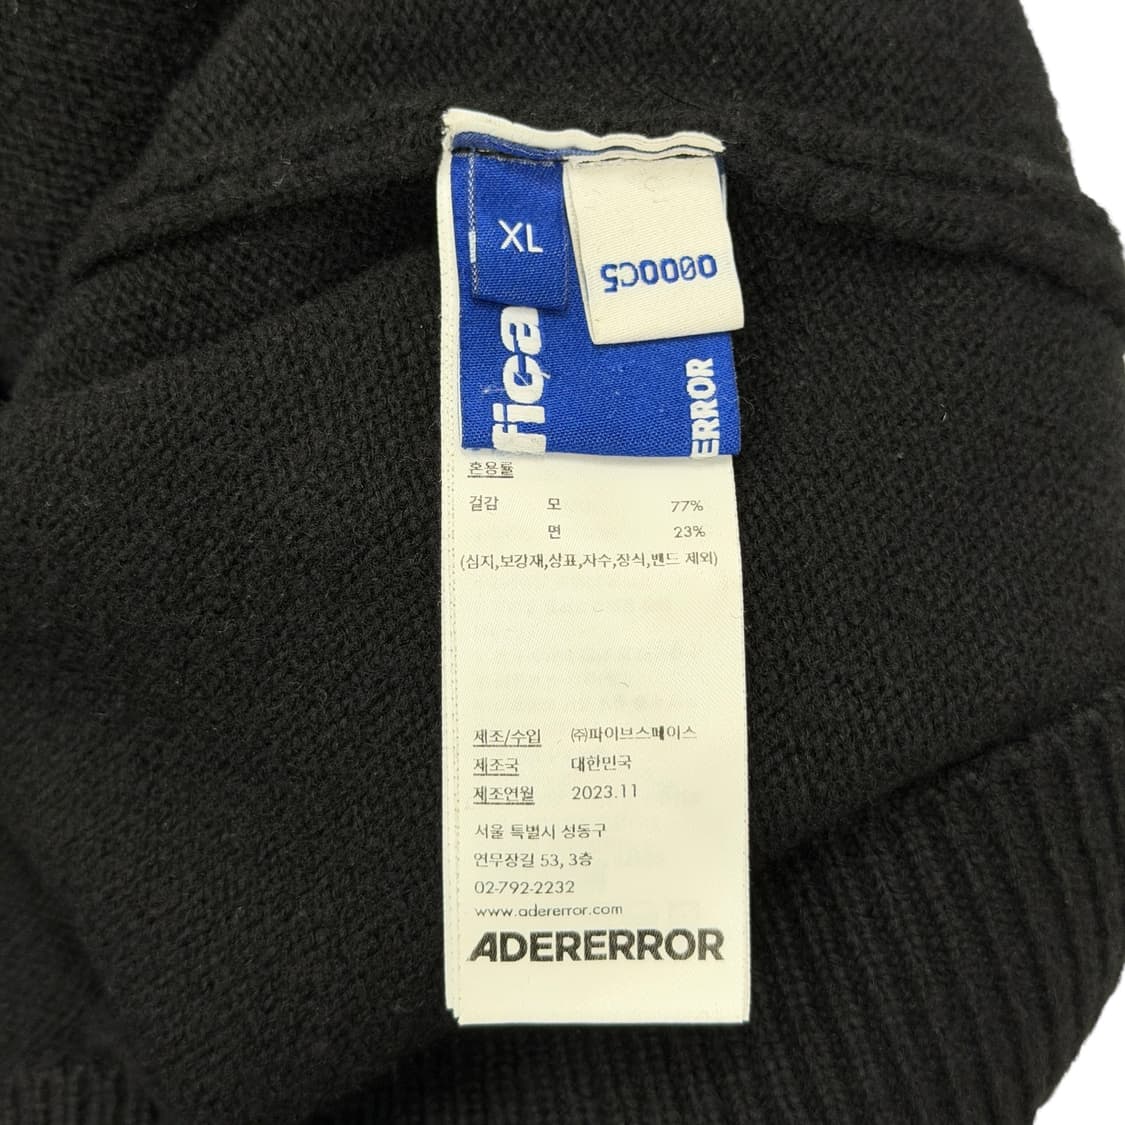 XL
0000C5
fiça
ERROR
혼용률
겉감 모 77%
면 23%
(심지,보강재,상표,자수,장식,밴드 제외)
제조/수입 ㈜파이브스페이스
제조국 대한민국
제조연월 2023.11
서울 특별시 성동구
연무장길 53, 3층
02-792-2232
www.adererror.com
ADERERROR